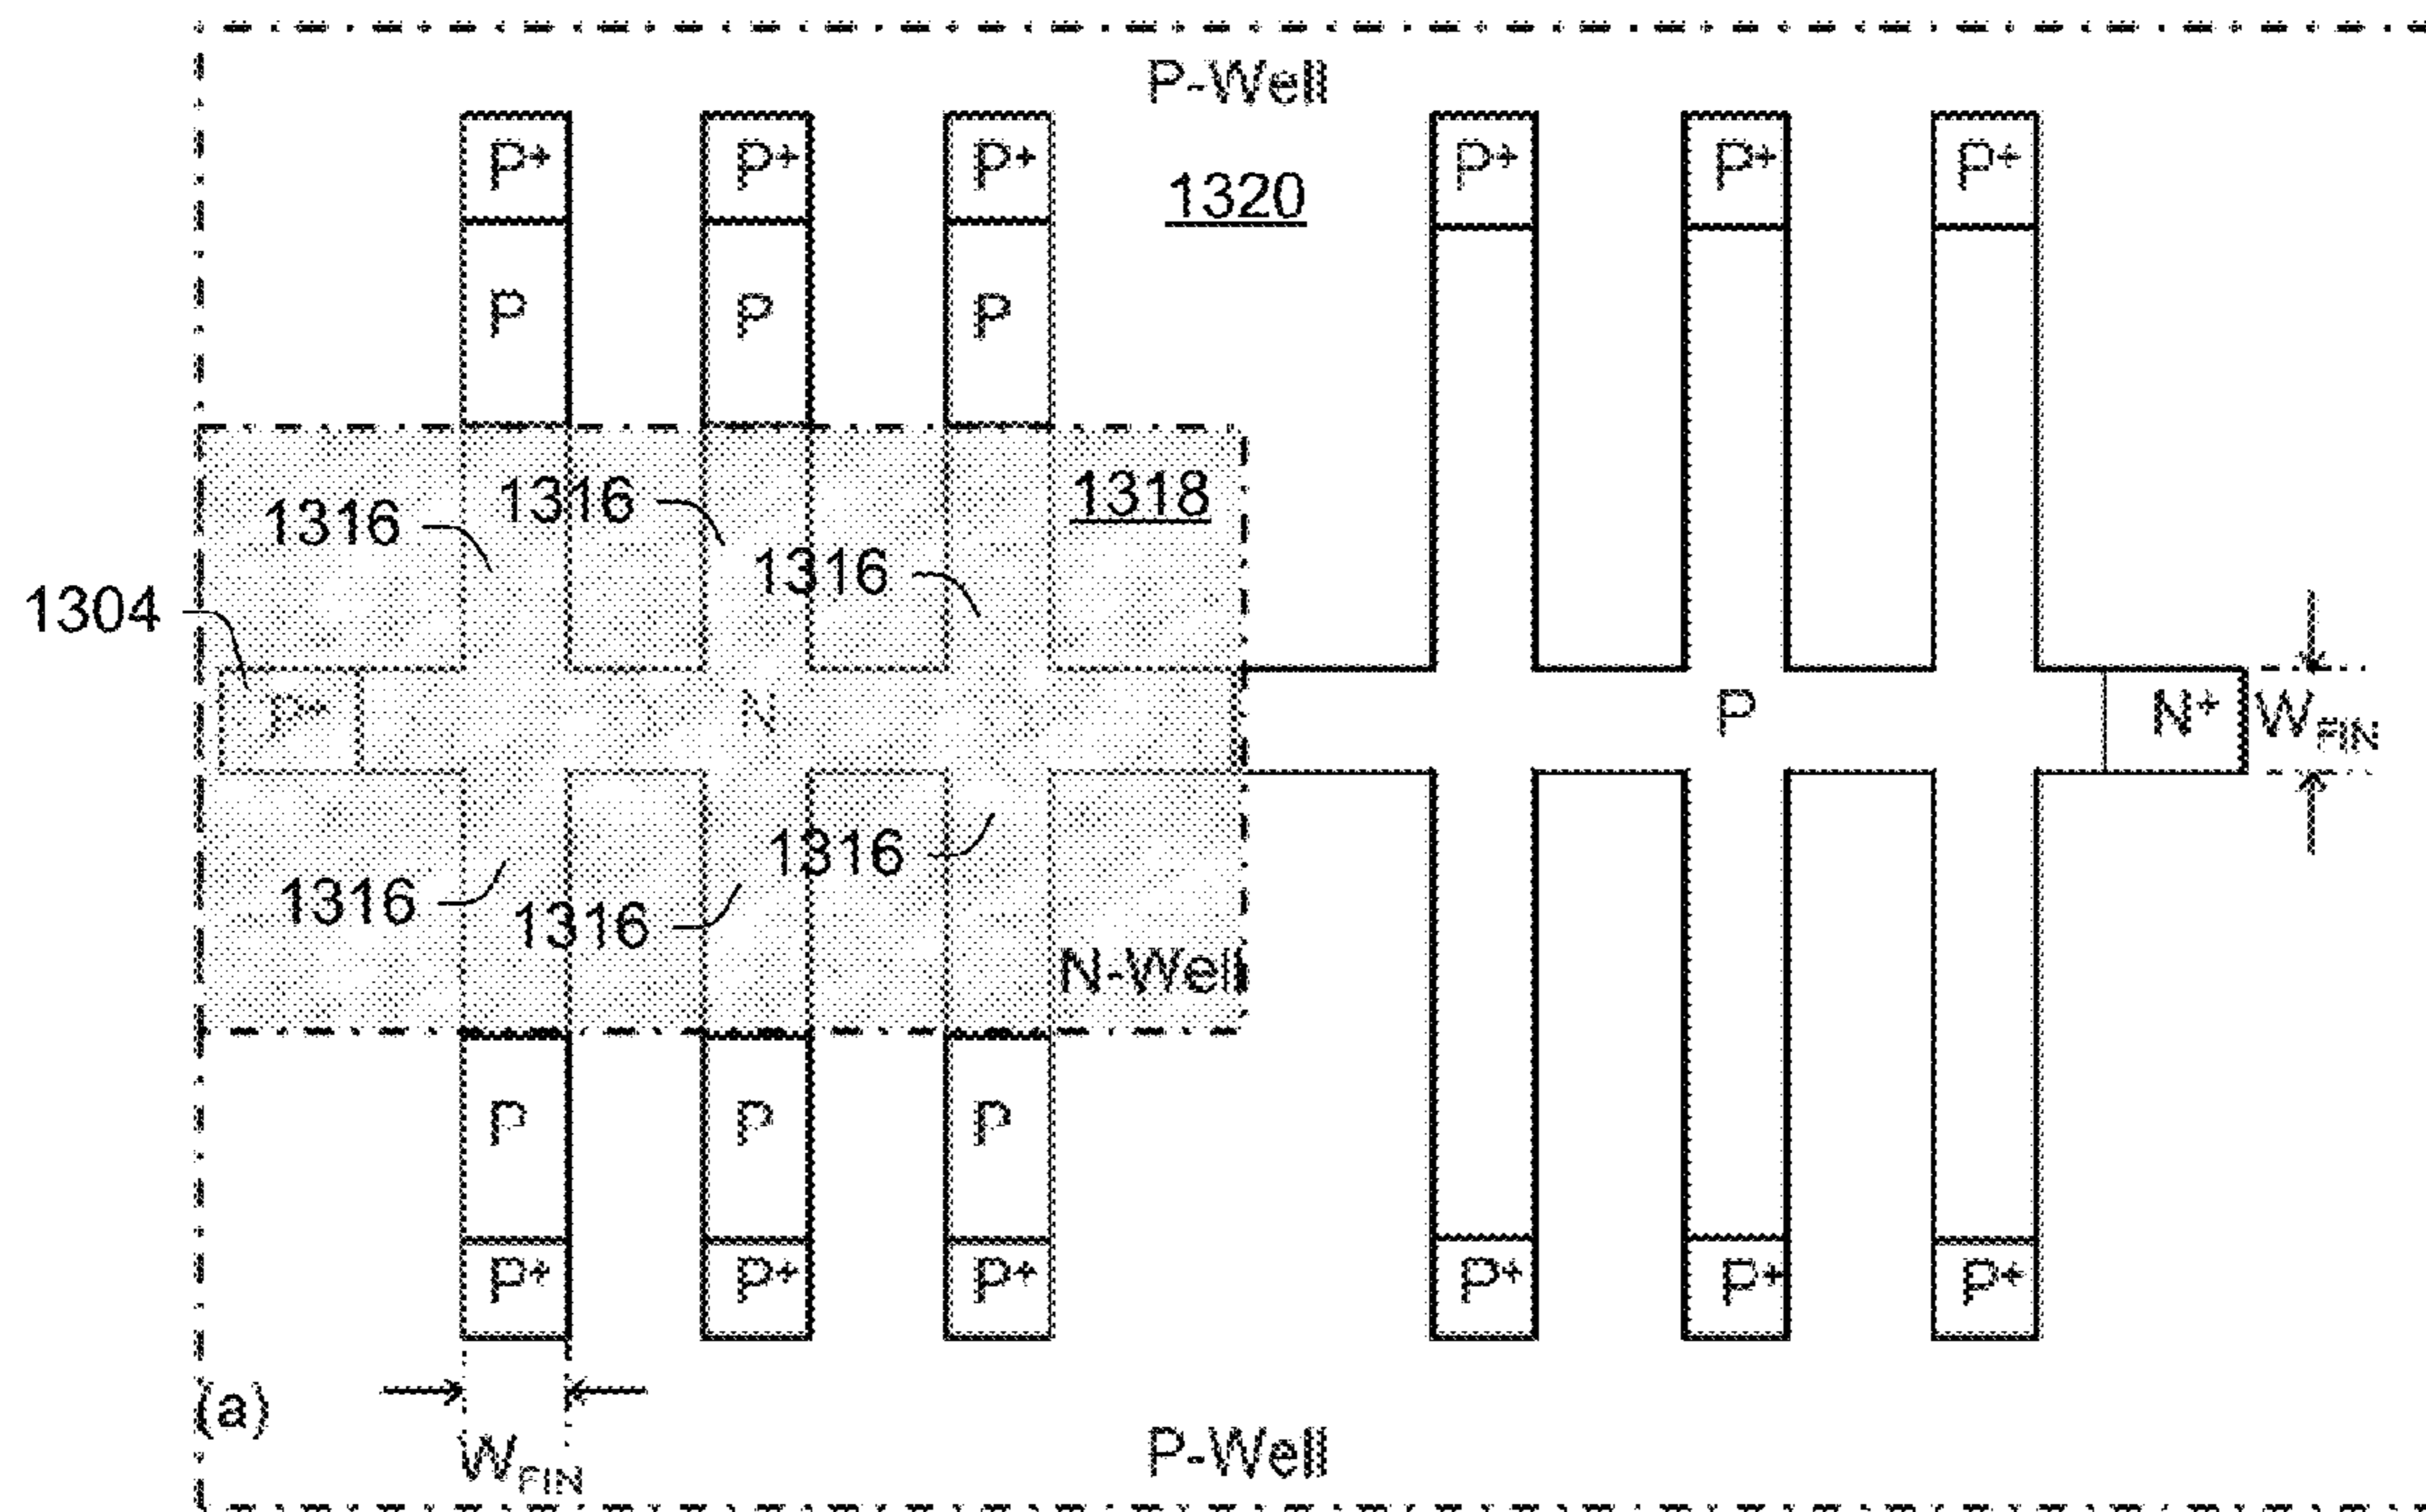 P-Well
P+ P+ P+ P+ P+ P+
1320
P P P
1316 1316 1318
1316
1304
P+ N P N+ WFIN
1316
1316 1316
N-Well
P P P
P+ P+ P+ P+ P+ P+
(a)
WFIN P-Well